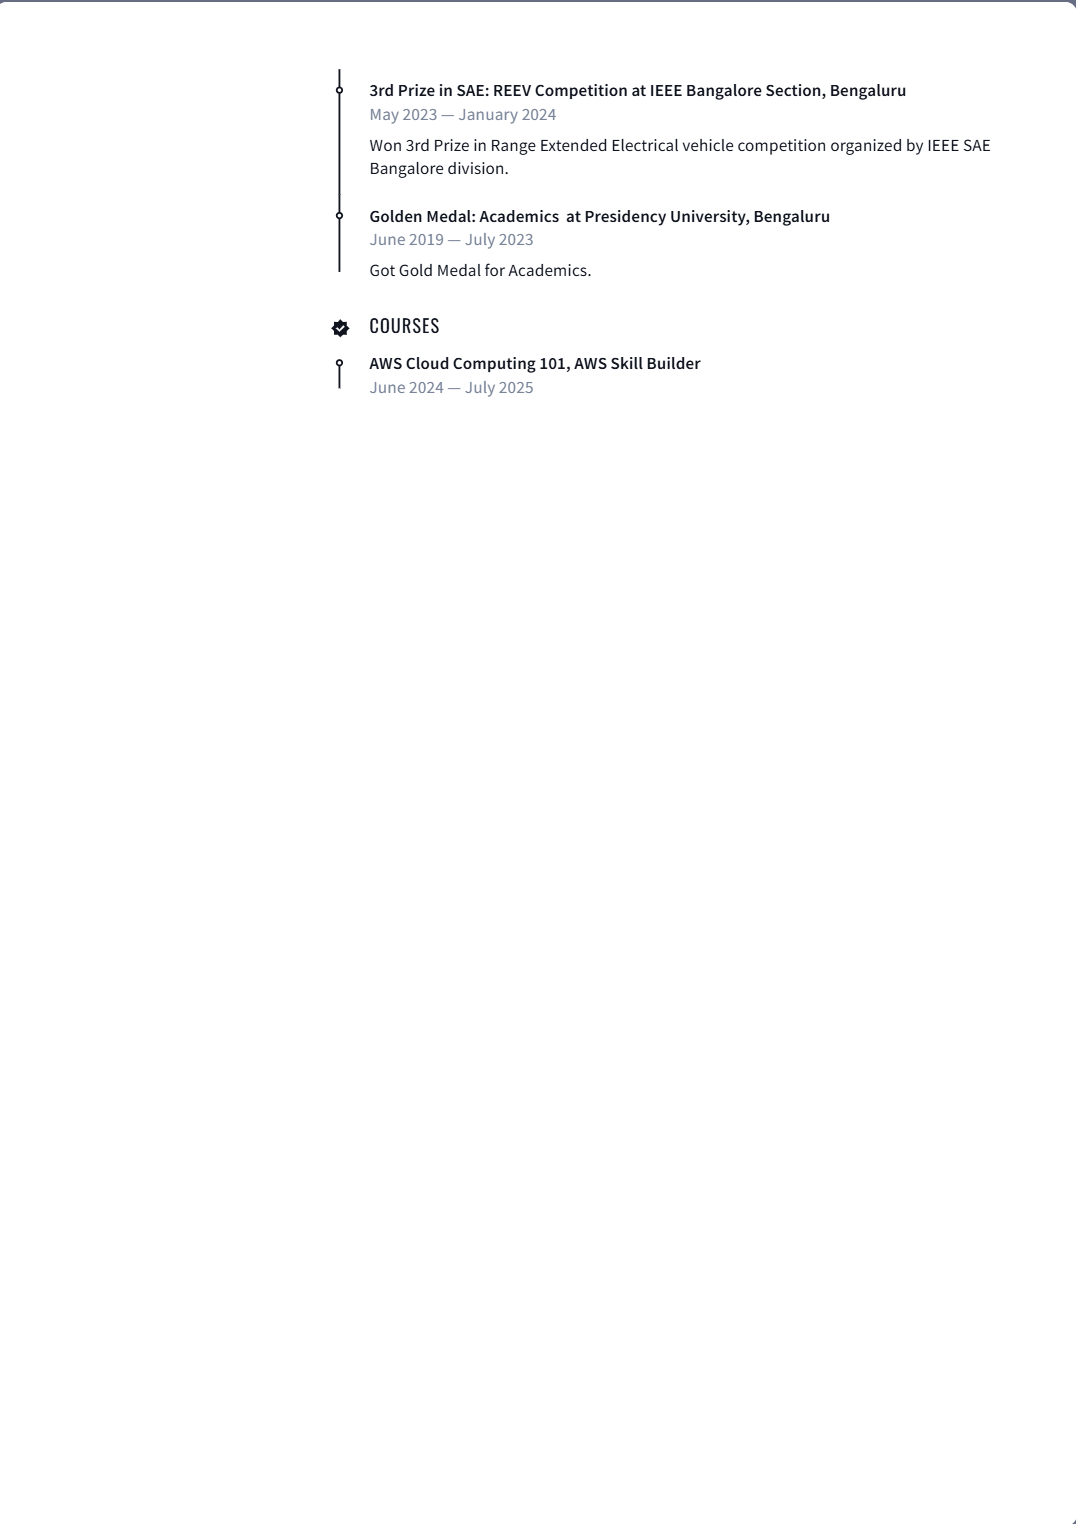 3rd Prize in SAE: REEV Competition at IEEE Bangalore Section, Bengaluru
May 2023 — January 2024
Won 3rd Prize in Range Extended Electrical vehicle competition organized by IEEE SAE
Bangalore division.
Golden Medal: Academics  at Presidency University, Bengaluru
June 2019 — July 2023
Got Gold Medal for Academics.
COURSES
AWS Cloud Computing 101, AWS Skill Builder
June 2024 — July 2025